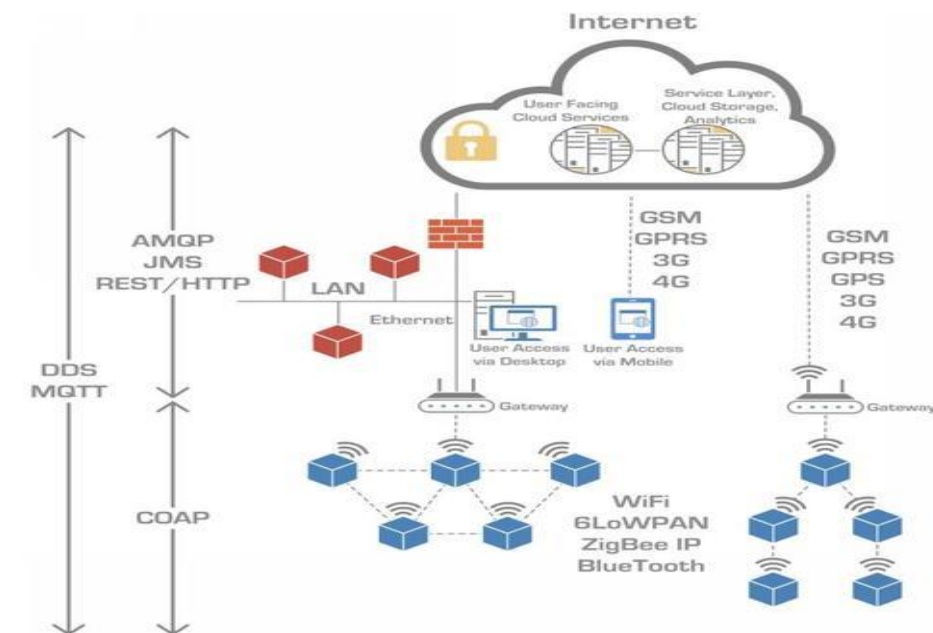 Internet
User Facing
Cloud Services
Service Layer,
Cloud Storage,
Analytics
AMQP
JMS
REST/HTTP
LAN
Ethernet
GSM
GPRS
3G
4G
GSM
GPRS
GPS
3G
4G
User Access
via Desktop
User Access
via Mobile
DDS
MQTT
Gateway
Gateway
COAP
WiFi
6LoWPAN
ZigBee IP
BlueTooth